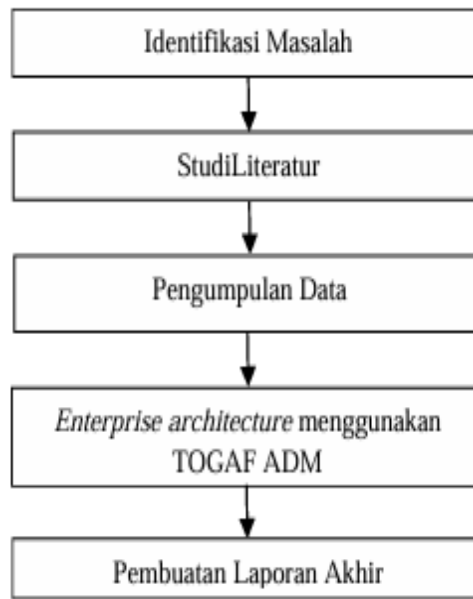 Identifikasi Masalah
StudiLiteratur
Pengumpulan Data
Enterprise architecture menggunakan
TOGAF ADM
Pembuatan Laporan Akhir